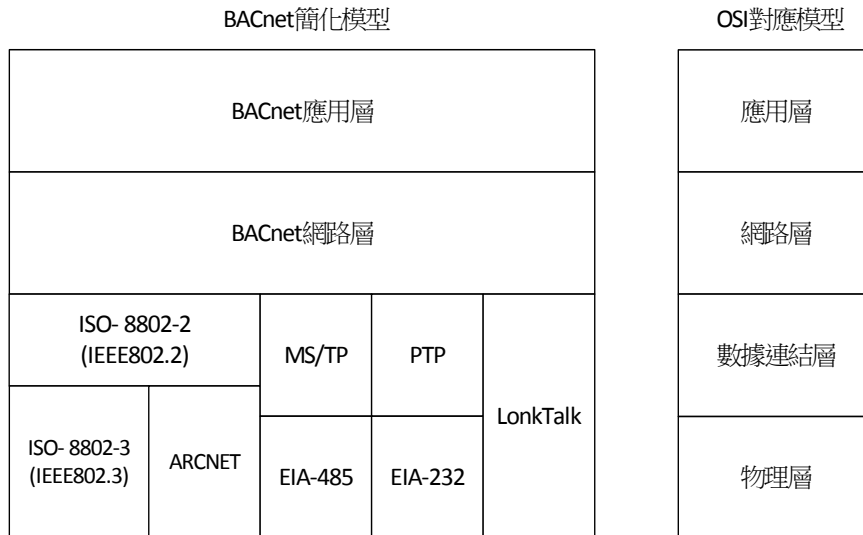 BACnet簡化模型
OSI對應模型
BACnet應用層
應用層
BACnet網路層
網路層
ISO- 8802-2
(IEEE802.2)
MS/TP
PTP
LonkTalk
數據連結層
ISO- 8802-3
(IEEE802.3)
ARCNET
EIA-485
EIA-232
物理層